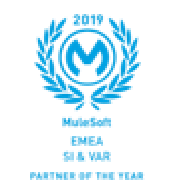 2019
MuleSoft
EMEA
SI & VAR
PARTNER OF THE YEAR